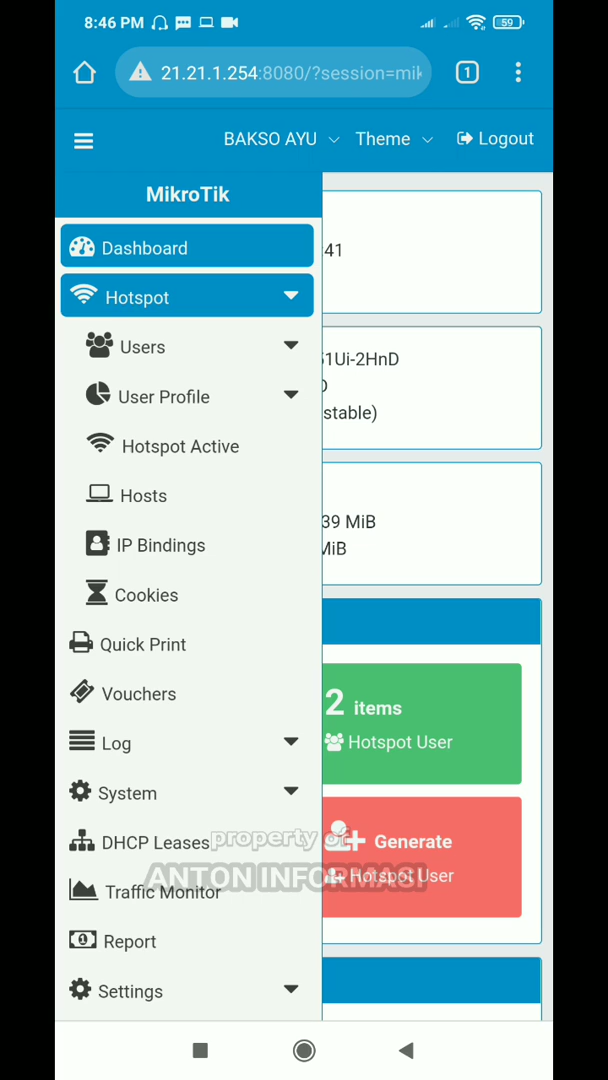 8:46 PM
59
21.21.1.254:8080/?session=mik
1
BAKSO AYU
Theme
Logout
MikroTik
Dashboard
41
Hotspot
Users
51Ui-2HnD
User Profile
stable)
Hotspot Active
Hosts
39 MiB
IP Bindings
MiB
Cookies
Quick Print
Vouchers
2 items
Hotspot User
Log
System
DHCP Leases
property of
Generate
ANTON INFORMASI
Hotspot User
Traffic Monitor
Report
Settings